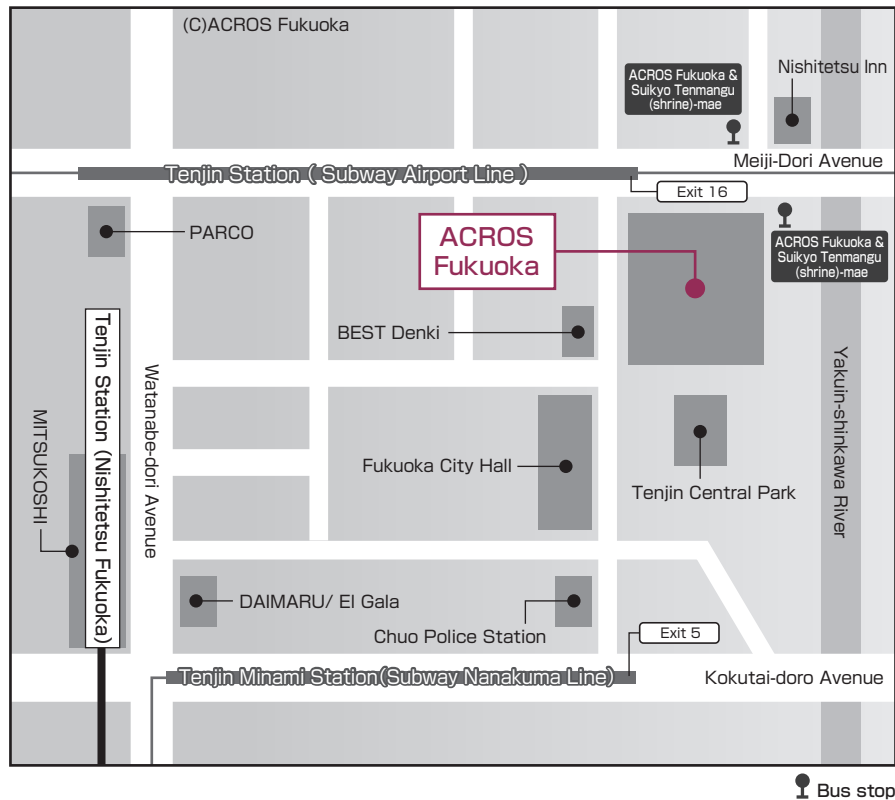 (C)ACROS Fukuoka
ACROS Fukuoka &
Suikyo Tenmangu
(shrine)-mae
Nishitetsu Inn
Meiji-Dori Avenue
Tenjin Station ( Subway Airport Line )
Exit 16
PARCO
ACROS
Fukuoka
ACROS Fukuoka &
Suikyo Tenmangu
(shrine)-mae
BEST Denki
Tenjin Station (Nishitetsu Fukuoka)
Watanabe-dori Avenue
MITSUKOSHI
Fukuoka City Hall
Tenjin Central Park
Yakuin-shinkawa River
DAIMARU/ El Gala
Chuo Police Station
Exit 5
Tenjin Minami Station(Subway Nanakuma Line)
Kokutai-doro Avenue
Bus stop